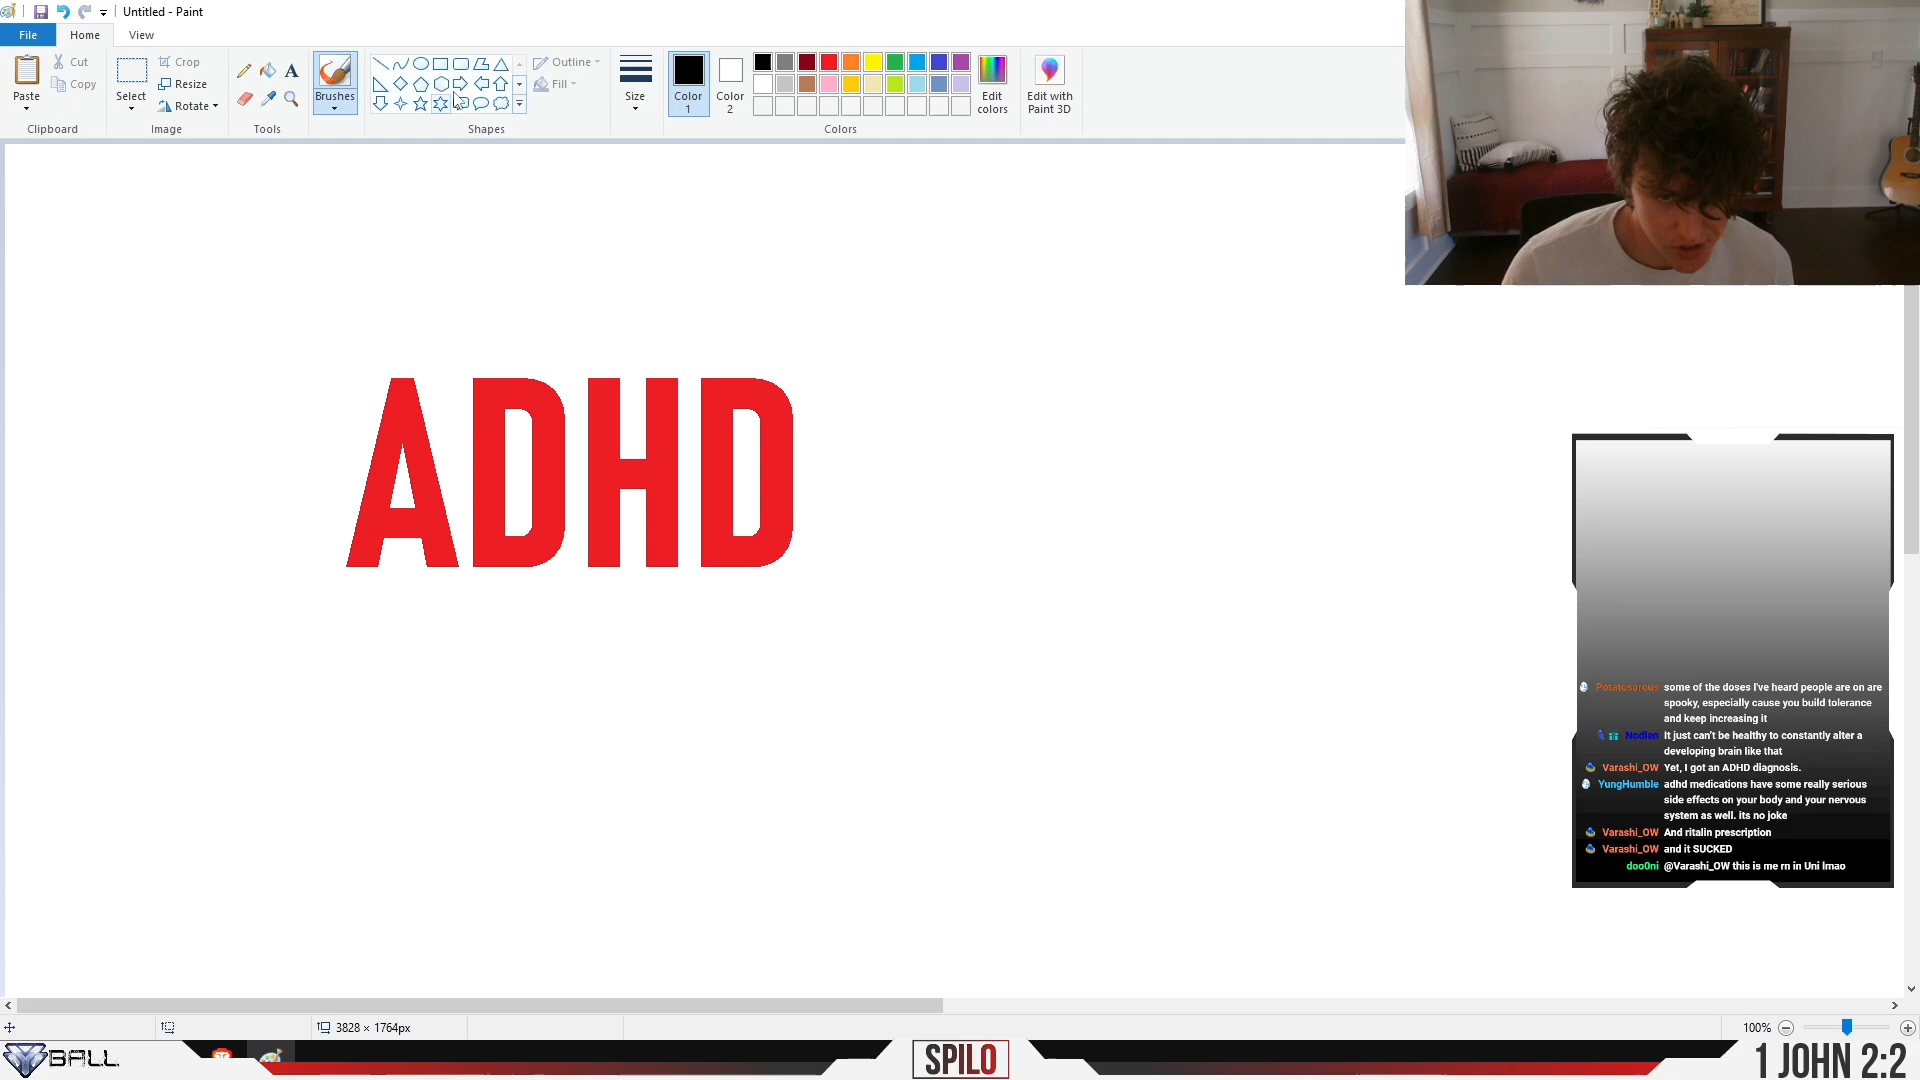 Untitled - Paint
File
Home
View
Paste
Cut
Copy
Clipboard
Select
Crop
Resize
Rotate
Image
Tools
Brushes
Shapes
Outline
Fill
Size
Color 1
Color 2
Colors
Edit colors
Edit with Paint 3D
ADHD
Potatosorous some of the doses I've heard people are on are
spooky, especially cause you build tolerance
and keep increasing it
Nodlen It just can't be healthy to constantly alter a
developing brain like that
Varashi_OW Yet, I got an ADHD diagnosis.
YungHumble adhd medications have some really serious
side effects on your body and your nervous
system as well. its no joke
Varashi_OW And ritalin prescription
Varashi_OW and it SUCKED
doo0ni @Varashi_OW this is me rn in Uni lmao
3828 × 1764px
100%
BALL
SPILO
1 JOHN 2:2